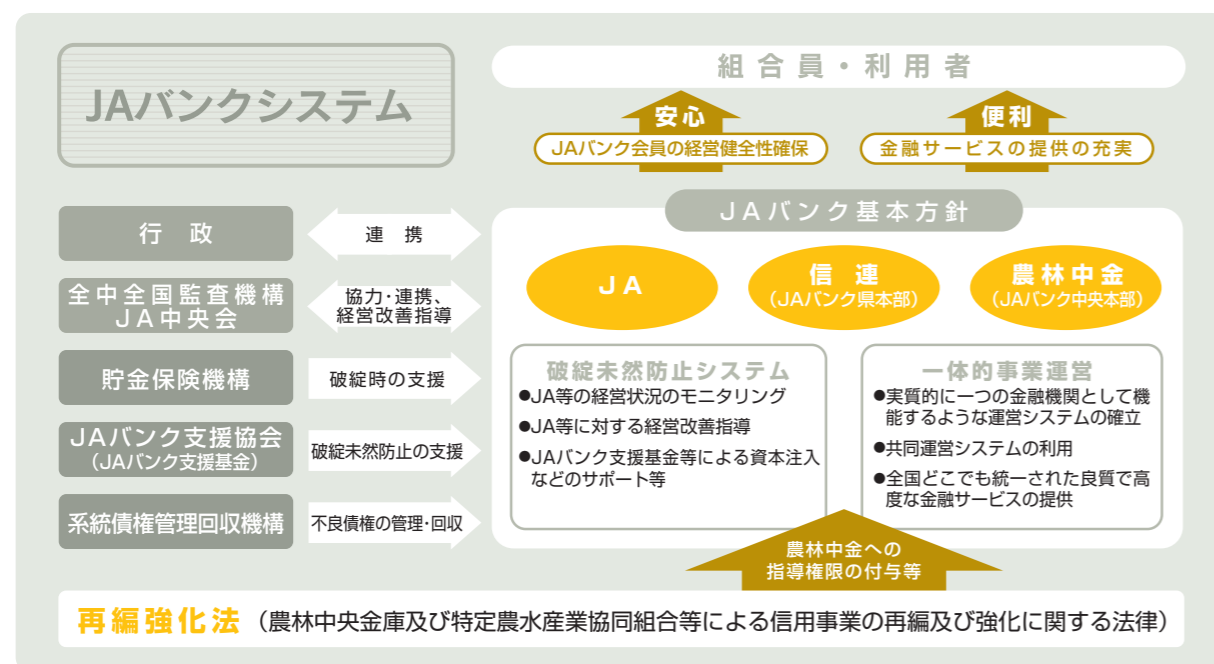 JAバンクシステム
組合員・利用者
安心
JAバンク会員の経営健全性確保
便利
金融サービスの提供の充実
行 政
連 携
全中全国監査機構
JA中央会
協力・連携、
経営改善指導
貯金保険機構
破綻時の支援
JAバンク支援協会
(JAバンク支援基金)
破綻未然防止の支援
系統債権管理回収機構
不良債権の管理・回収
JAバンク基本方針
JA
信 連
(JAバンク県本部)
農林中金
(JAバンク中央本部)
破綻未然防止システム
●JA等の経営状況のモニタリング
●JA等に対する経営改善指導
●JAバンク支援基金等による資本注入
などのサポート等
一体的事業運営
●実質的に一つの金融機関として機
能するような運営システムの確立
●共同運営システムの利用
●全国どこでも統一された良質で高
度な金融サービスの提供
農林中金への
指導権限の付与等
再編強化法(農林中央金庫及び特定農水産業協同組合等による信用事業の再編及び強化に関する法律)